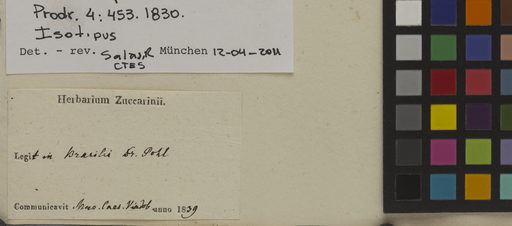 Prodr. 4: 453. 1830.
Isotipus
Det. - rev. Salas, R München 12-04-2011
CTES
Herbarium Zuccarinii.
Legit in Brasilia Dr. Pohl
Communicavit Mus. Caes. Vindob anno 1839